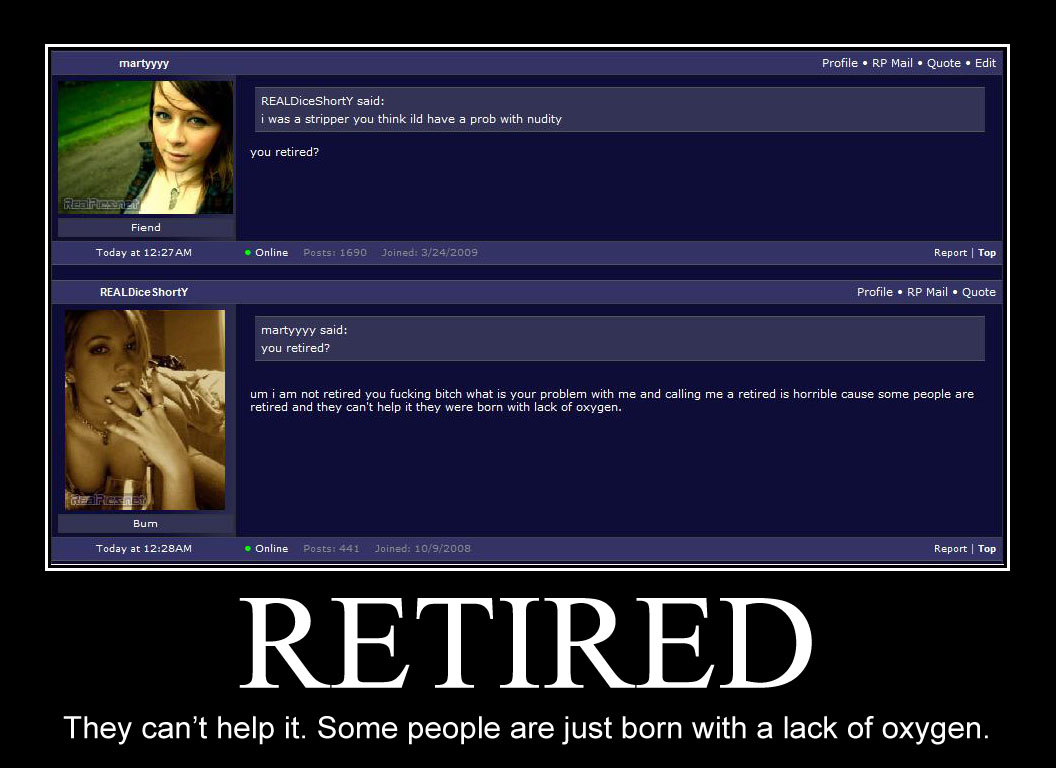 martyyyy
Profile • RP Mail • Quote • Edit
REALDiceShortY said:
i was a stripper you think ild have a prob with nudity
you retired?
RealPics.net
Fiend
Today at 12:27AM
Online Posts: 1690 Joined: 3/24/2009
Report | Top
REALDiceShortY
Profile • RP Mail • Quote
martyyyy said:
you retired?
um i am not retired you fucking bitch what is your problem with me and calling me a retired is horrible cause some people are
retired and they can't help it they were born with lack of oxygen.
RealPics.net
Bum
Today at 12:28AM
Online Posts: 441 Joined: 10/9/2008
Report | Top
RETIRED
They can’t help it. Some people are just born with a lack of oxygen.